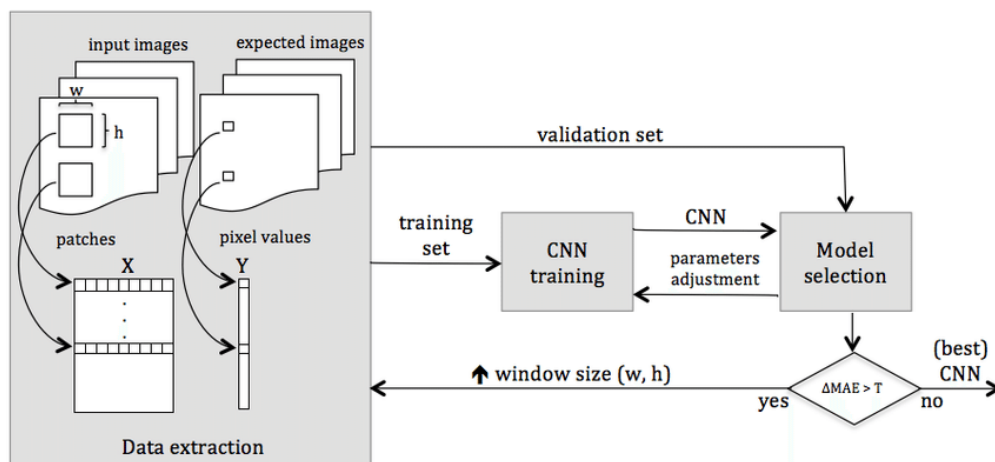 input images
expected images
w
h
validation set
patches
pixel values
X
Y
.
.
.
.
training
set
CNN
training
CNN
parameters
adjustment
Model
selection
🡹 window size (w, h)
yes
ΔMAE > T
no
(best)
CNN
Data extraction